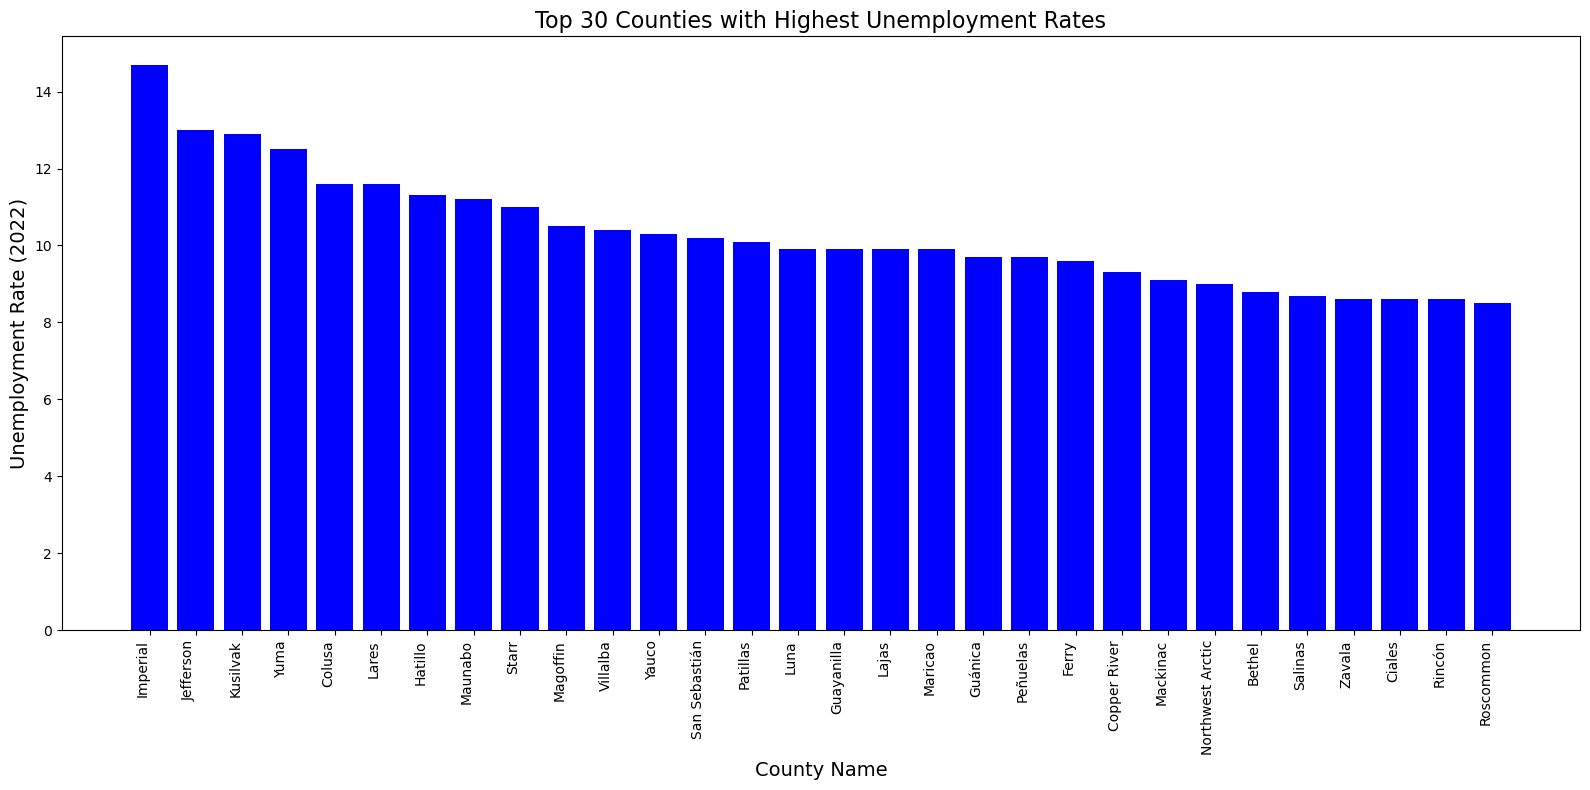 Top 30 Counties with Highest Unemployment Rates
Unemployment Rate (2022)
14
12
10
8
6
4
2
0
Imperial
Jefferson
Kusilvak
Yuma
Colusa
Lares
Hatillo
Maunabo
Starr
Magoffin
Villalba
Yauco
San Sebastián
Patillas
Luna
Guayanilla
Lajas
Maricao
Guánica
Peñuelas
Ferry
Copper River
Mackinac
Northwest Arctic
Bethel
Salinas
Zavala
Ciales
Rincón
Roscommon
County Name